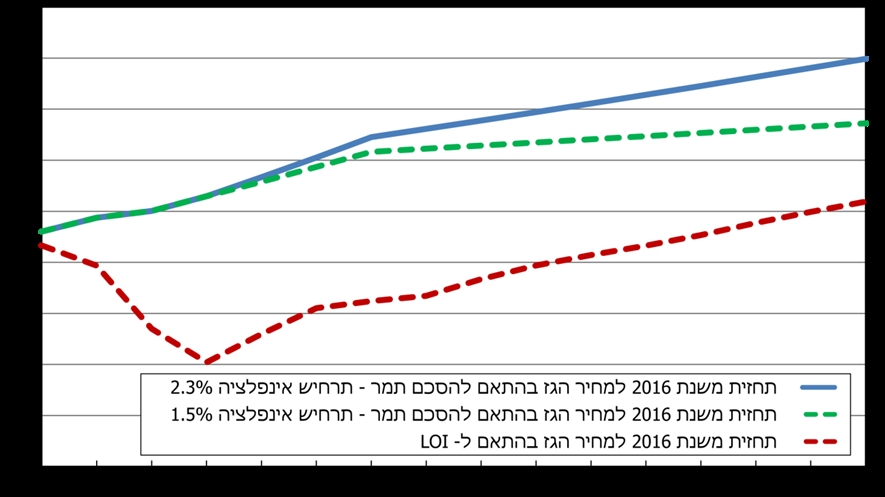 תחזית משנת 2016 למחיר הגז בהתאם להסכם תמר - תרחיש אינפלציה 2.3%
תחזית משנת 2016 למחיר הגז בהתאם להסכם תמר - תרחיש אינפלציה 1.5%
תחזית משנת 2016 למחיר הגז בהתאם ל- LOI